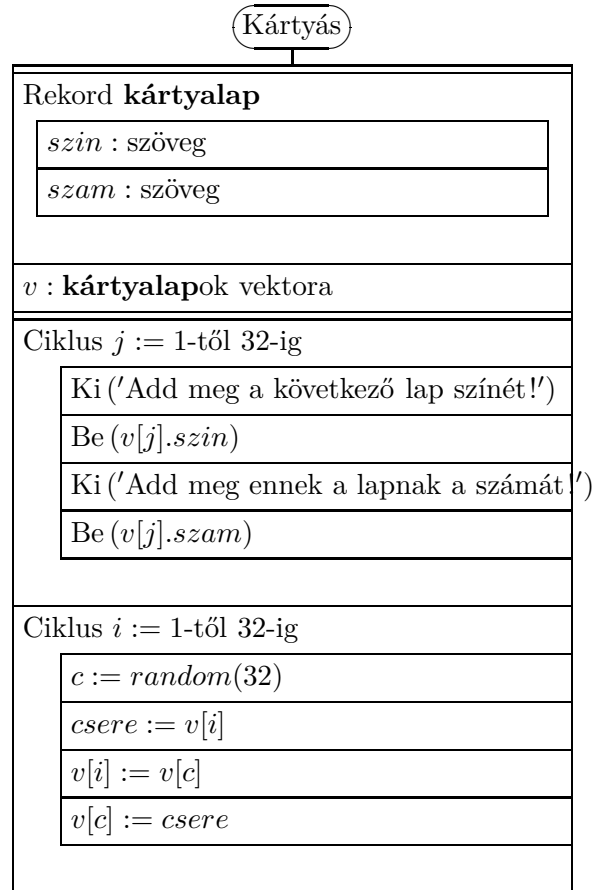 Kártyás
Rekord kártyalap
szin : szöveg
szam : szöveg
v : kártyalapok vektora
Ciklus j := 1-től 32-ig
Ki ('Add meg a következő lap színét!')
Be (v[j].szin)
Ki ('Add meg ennek a lapnak a számát!')
Be (v[j].szam)
Ciklus i := 1-től 32-ig
c := random(32)
csere := v[i]
v[i] := v[c]
v[c] := csere